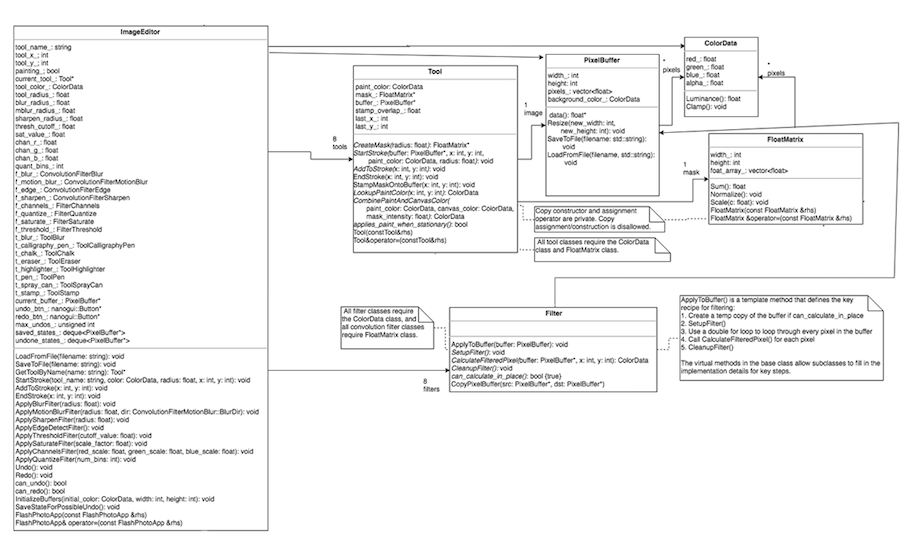 ImageEditor
tool_name_: string
tool_x_: int
tool_y_: int
painting_: bool
current_tool_: Tool*
tool_color_: ColorData
tool_radius_: float
blur_radius_: float
mblur_radius_: float
sharpen_radius_: float
thresh_cutoff_: float
sat_value_: float
chan_r_: float
chan_g_: float
chan_b_: float
quant_bins_: int
f_blur_: ConvolutionFilterBlur
f_motion_blur_: ConvolutionFilterMotionBlur
f_edge_: ConvolutionFilterEdge
f_sharpen_: ConvolutionFilterSharpen
f_channels_: FilterChannels
f_quantize_: FilterQuantize
f_saturate_: FilterSaturate
f_threshold_: FilterThreshold
t_blur_: ToolBlur
t_calligraphy_pen_: ToolCalligraphyPen
t_chalk_: ToolChalk
t_eraser_: ToolEraser
t_highlighter_: ToolHighlighter
t_pen_: ToolPen
t_spray_can_: ToolSprayCan
t_stamp_: ToolStamp
current_buffer_: PixelBuffer*
undo_btn_: nanogui::Button*
redo_btn_: nanogui::Button*
max_undos_: unsigned int
saved_states_: deque<PixelBuffer*>
undone_states_: deque<PixelBuffer*>
LoadFromFile(filename: string): void
SaveToFile(filename: string): void
GetToolByName(name: string): Tool*
StartStroke(tool_name: string, color: ColorData, radius: float, x: int, y: int): void
AddToStroke(x: int, y: int): void
EndStroke(x: int, y: int): void
ApplyBlurFilter(radius: float): void
ApplyMotionBlurFilter(radius: float, dir: ConvolutionFilterMotionBlur::BlurDir): void
ApplySharpenFilter(radius: float): void
ApplyEdgeDetectFilter(): void
ApplyThresholdFilter(cutoff_value: float): void
ApplySaturateFilter(scale_factor: float): void
ApplyChannelsFilter(red_scale: float, green_scale: float, blue_scale: float): void
ApplyQuantizeFilter(num_bins: int): void
Undo(): void
Redo(): void
can_undo(): bool
can_redo(): bool
InitializeBuffers(initial_color: ColorData, width: int, height: int): void
SaveStateForPossibleUndo(): void
FlashPhotoApp(const FlashPhotoApp &rhs)
FlashPhotoApp& operator=(const FlashPhotoApp &rhs)
8
tools
8
filters
Tool
paint_color: ColorData
mask_: FloatMatrix*
buffer_: PixelBuffer*
stamp_overlap_: float
last_x_: int
last_y_: int
CreateMask(radius: float): FloatMatrix*
StartStroke(buffer: PixelBuffer*, x: int, y: int,
paint_color: ColorData, radius: float): void
AddToStroke(x: int, y: int): void
EndStroke(x: int, y: int): void
StampMaskOntoBuffer(x: int, y: int): void
LookupPaintColor(x: int, y: int): ColorData
CombinePaintAndCanvasColor(
paint_color: ColorData, canvas_color: ColorData,
mask_intensity: float): ColorData
applies_paint_when_stationary(): bool
Tool(constTool&rhs)
Tool&operator=(constTool&rhs)
1
image
PixelBuffer
width_: int
height: int
pixels_: vector<float>
background_color_: ColorData
data(): float*
Resize(new_width: int,
new_height: int): void
SaveToFile(filename: std::string):
void
LoadFromFile(filename, std::string):
void
*
pixels
ColorData
red_: float
green_: float
blue_: float
alpha_: float
Luminance(): float
Clamp(): void
*
pixels
1
mask
FloatMatrix
width_: int
height: int
foat_array_: vector<float>
Sum(): float
Normalize(): void
Scale(c: float): void
FloatMatrix(const FloatMatrix &rhs)
FloatMatrix &operator=(const FloatMatrix &rhs)
Copy constructor and assignment
operator are private. Copy
assignment/construction is disallowed.
All tool classes require the ColorData
class and FloatMatrix class.
All filter classes require
the ColorData class, and
all convolution filter classes
require FloatMatrix class.
Filter
ApplyToBuffer(buffer: PixelBuffer): void
SetupFilter(): void
CalculateFilteredPixel(buffer: PixelBuffer*, x: int, y: int): ColorData
CleanupFilter(): void
can_calculate_in_place(): bool {true}
CopyPixelBuffer(src: PixelBuffer*, dst: PixelBuffer*)
ApplyToBuffer() is a template method that defines the key
recipe for filtering:
1. Create a temp copy of the buffer if can_calculate_in_place
2. SetupFilter()
3. Use a double for loop to loop through every pixel in the buffer
4. Call CalculateFilteredPixel() for each pixel
5. CleanupFilter()
The virtual methods in the base class allow subclasses to fill in the
implementation details for key steps.